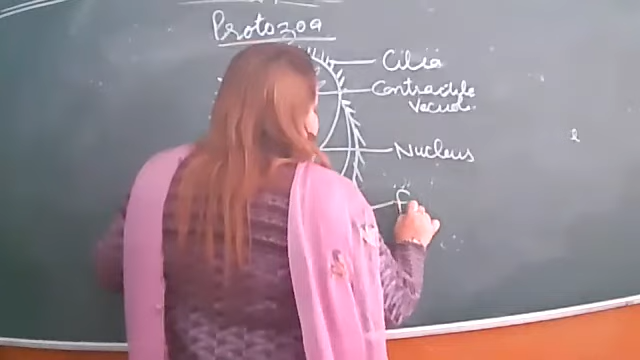 Protozoa
Cilia
Contractile
Vacuole.
Nucleus
F